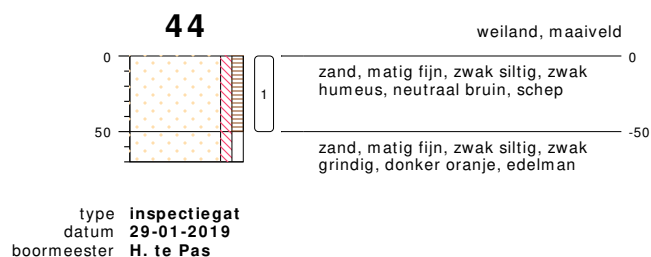 44
weiland, maaiveld
0
0
zand, matig fijn, zwak siltig, zwak
humeus, neutraal bruin, schep
1
50
-50
zand, matig fijn, zwak siltig, zwak
grindig, donker oranje, edelman
type inspectiegat
datum 29-01-2019
boormeester H. te Pas